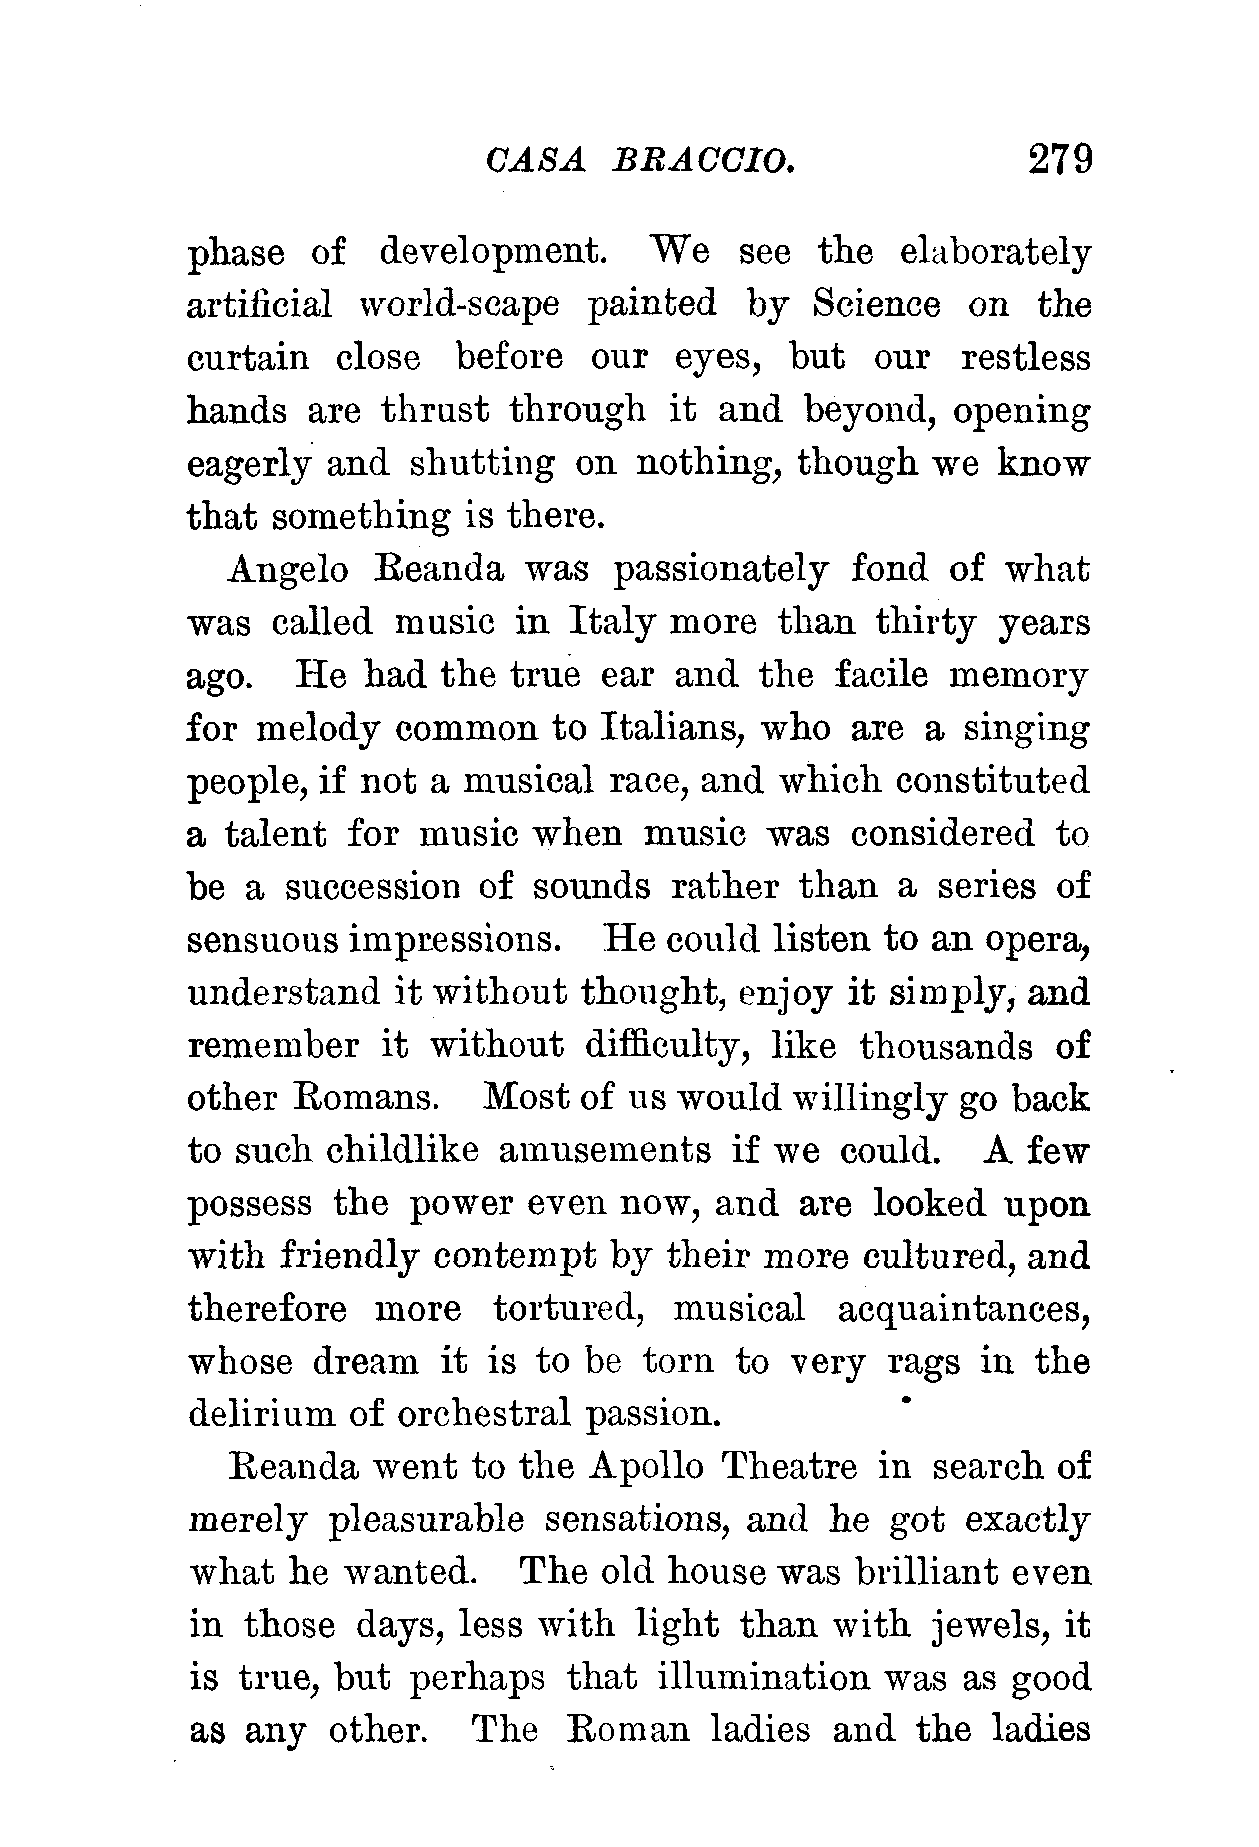 CASA BRACCIO. 279
phase of development. We see the elaborately
artificial world-scape painted by Science on the
curtain close before our eyes, but our restless
hands are thrust through it and beyond, opening
eagerly and shutting on nothing, though we know
that something is there.
Angelo Reanda was passionately fond of what
was called music in Italy more than thirty years
ago. He had the true ear and the facile memory
for melody common to Italians, who are a singing
people, if not a musical race, and which constituted
a talent for music when music was considered to
be a succession of sounds rather than a series of
sensuous impressions. He could listen to an opera,
understand it without thought, enjoy it simply, and
remember it without difficulty, like thousands of
other Romans. Most of us would willingly go back
to such childlike amusements if we could. A few
possess the power even now, and are looked upon
with friendly contempt by their more cultured, and
therefore more tortured, musical acquaintances,
whose dream it is to be torn to very rags in the
delirium of orchestral passion.
Reanda went to the Apollo Theatre in search of
merely pleasurable sensations, and he got exactly
what he wanted. The old house was brilliant even
in those days, less with light than with jewels, it
is true, but perhaps that illumination was as good
as any other. The Roman ladies and the ladies